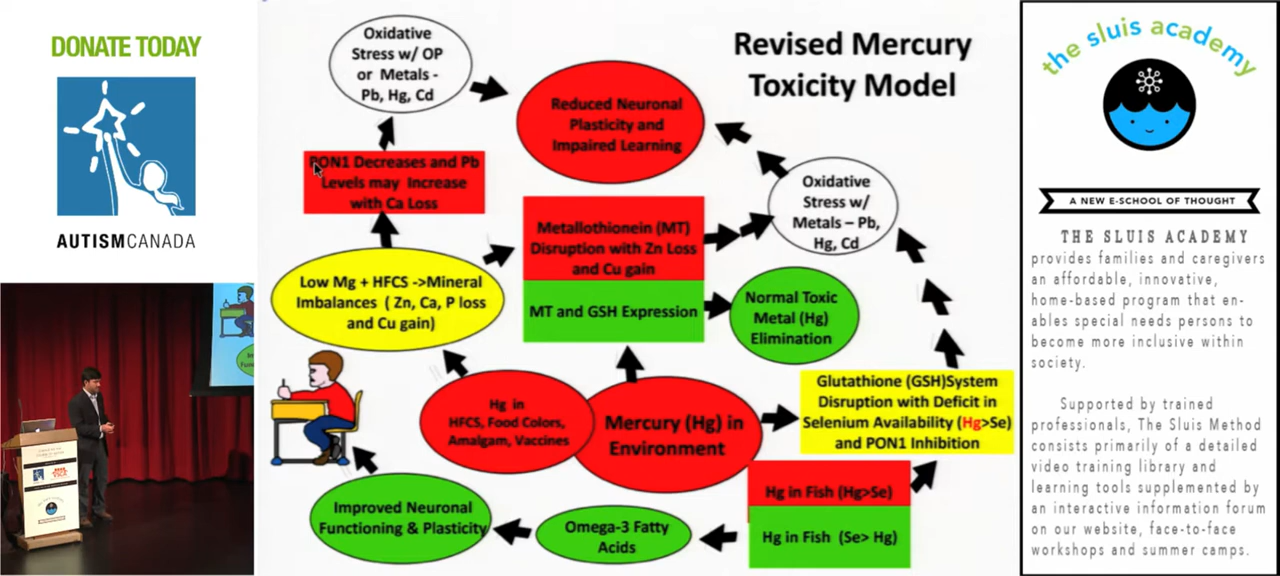 DONATE TODAY
AUTISMCANADA
Revised Mercury
Toxicity Model
Oxidative
Stress w/ OP
or Metals -
Pb, Hg, Cd
Reduced Neuronal
Plasticity and
Impaired Learning
PON1 Decreases and Pb
Levels may Increase
with Ca Loss
Oxidative
Stress w/
Metals – Pb,
Hg, Cd
Metallothionein (MT)
Disruption with Zn Loss
and Cu gain
MT and GSH Expression
Low Mg + HFCS ->Mineral
Imbalances ( Zn, Ca, P loss
and Cu gain)
Normal Toxic
Metal (Hg)
Elimination
Hg in
HFCS, Food Colors,
Amalgam, Vaccines
Mercury (Hg) in
Environment
Glutathione (GSH)System
Disruption with Deficit in
Selenium Availability (Hg>Se)
and PON1 Inhibition
Hg in Fish (Hg>Se)
Hg in Fish (Se> Hg)
Omega-3 Fatty
Acids
Improved Neuronal
Functioning & Plasticity
the sluis academy
A NEW E-SCHOOL OF THOUGHT
THE SLUIS ACADEMY
provides families and caregivers
an affordable, innovative,
home-based program that en-
ables special needs persons to
become more inclusive within
society.
Supported by trained
professionals, The Sluis Method
consists primarily of a detailed
video training library and
learning tools supplemented by
an interactive information forum
on our website, face-to-face
workshops and summer camps.